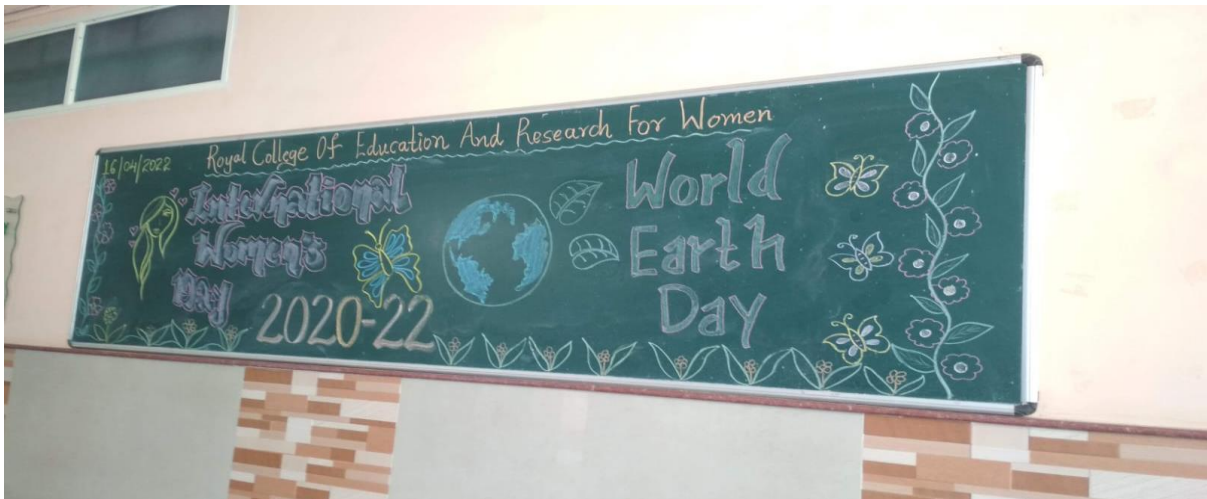 16/04/2022
Royal College Of Education And Research For Women
International
Women's
Day
2020-22
World
Earth
Day